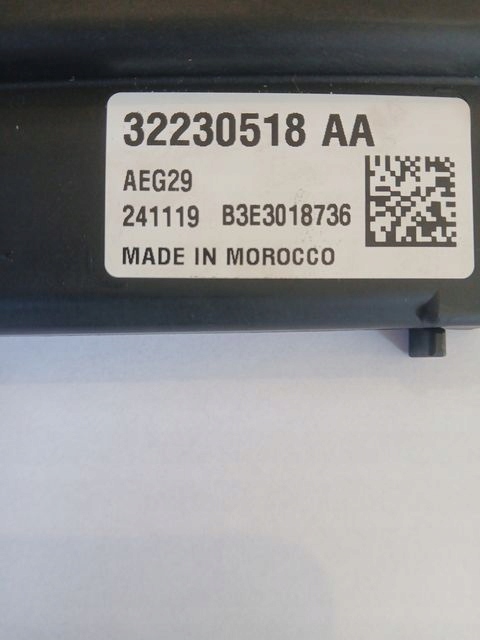 32230518 AA
AEG29
241119 B3E3018736
MADE IN MOROCCO